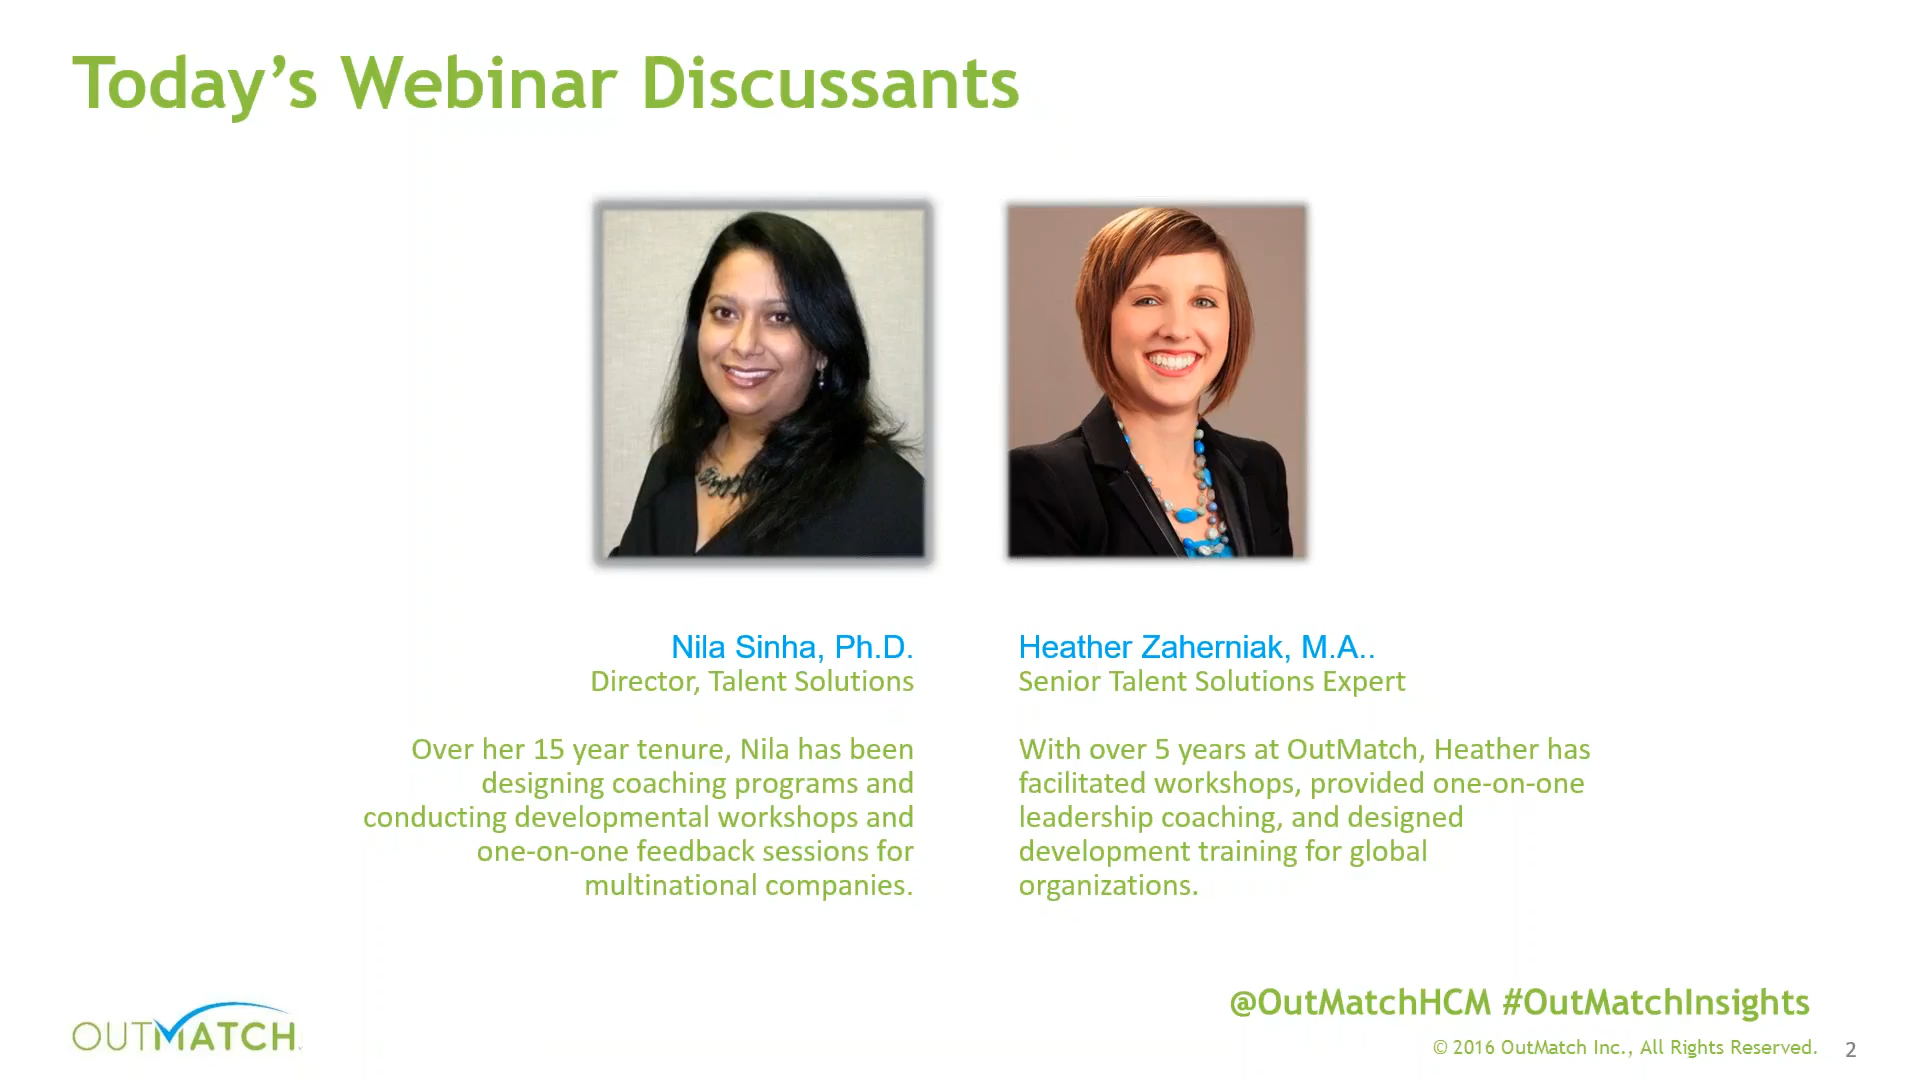 Today’s Webinar Discussants
Nila Sinha, Ph.D.
Director, Talent Solutions
Over her 15 year tenure, Nila has been
designing coaching programs and
conducting developmental workshops and
one-on-one feedback sessions for
multinational companies.
Heather Zaherniak, M.A..
Senior Talent Solutions Expert
With over 5 years at OutMatch, Heather has
facilitated workshops, provided one-on-one
leadership coaching, and designed
development training for global
organizations.
OUTMATCH
@OutMatchHCM #OutMatchInsights
© 2016 OutMatch Inc., All Rights Reserved.
2